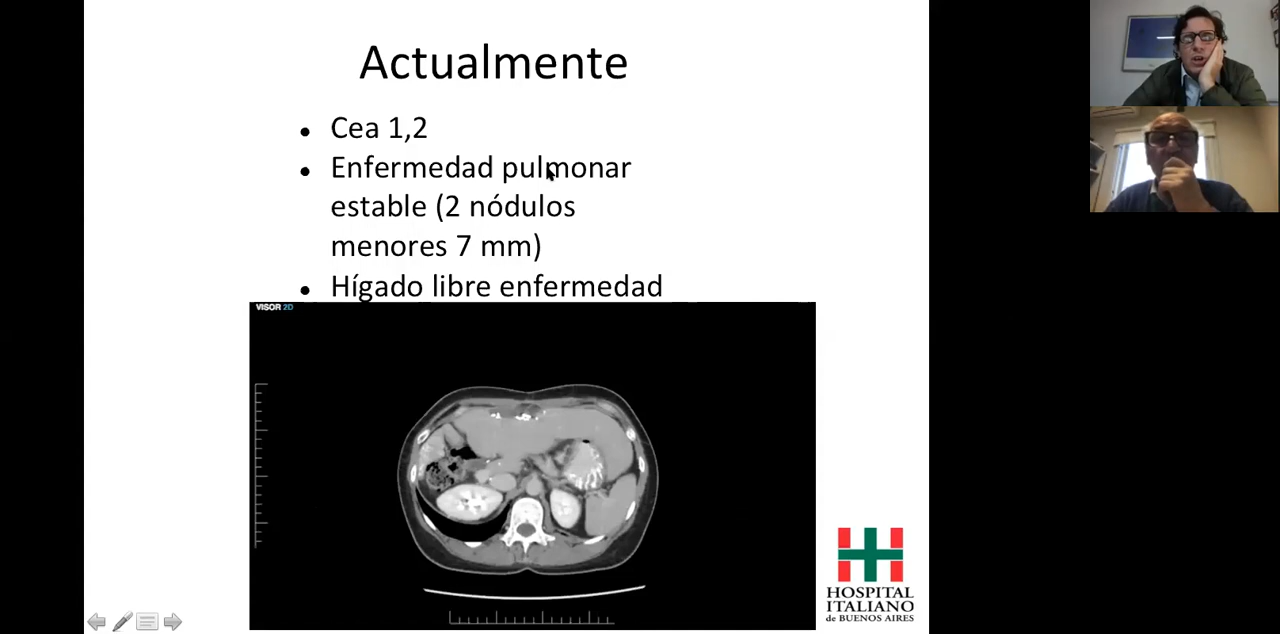 Actualmente
Cea 1,2
Enfermedad pulmonar
estable (2 nódulos
menores 7 mm)
Hígado libre enfermedad
VISOR 2D
HOSPITAL
ITALIANO
de BUENOS AIRES